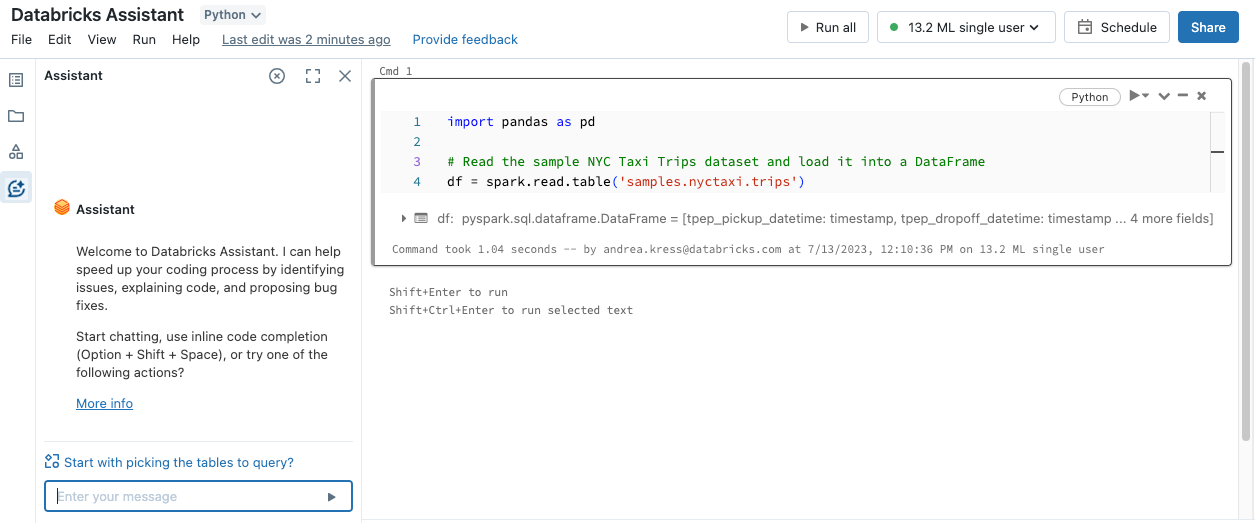 Databricks Assistant Python
File Edit View Run Help Last edit was 2 minutes ago Provide feedback
Run all
13.2 ML single user
Schedule
Share
Assistant
Assistant
Welcome to Databricks Assistant. I can help
speed up your coding process by identifying
issues, explaining code, and proposing bug
fixes.
Start chatting, use inline code completion
(Option + Shift + Space), or try one of the
following actions?
More info
Start with picking the tables to query?
Enter your message
Cmd 1
Python
1 import pandas as pd
2
3 # Read the sample NYC Taxi Trips dataset and load it into a DataFrame
4 df = spark.read.table('samples.nyctaxi.trips')
df: pyspark.sql.dataframe.DataFrame = [tpep_pickup_datetime: timestamp, tpep_dropoff_datetime: timestamp ... 4 more fields]
Command took 1.04 seconds -- by andrea.kress@databricks.com at 7/13/2023, 12:10:36 PM on 13.2 ML single user
Shift+Enter to run
Shift+Ctrl+Enter to run selected text